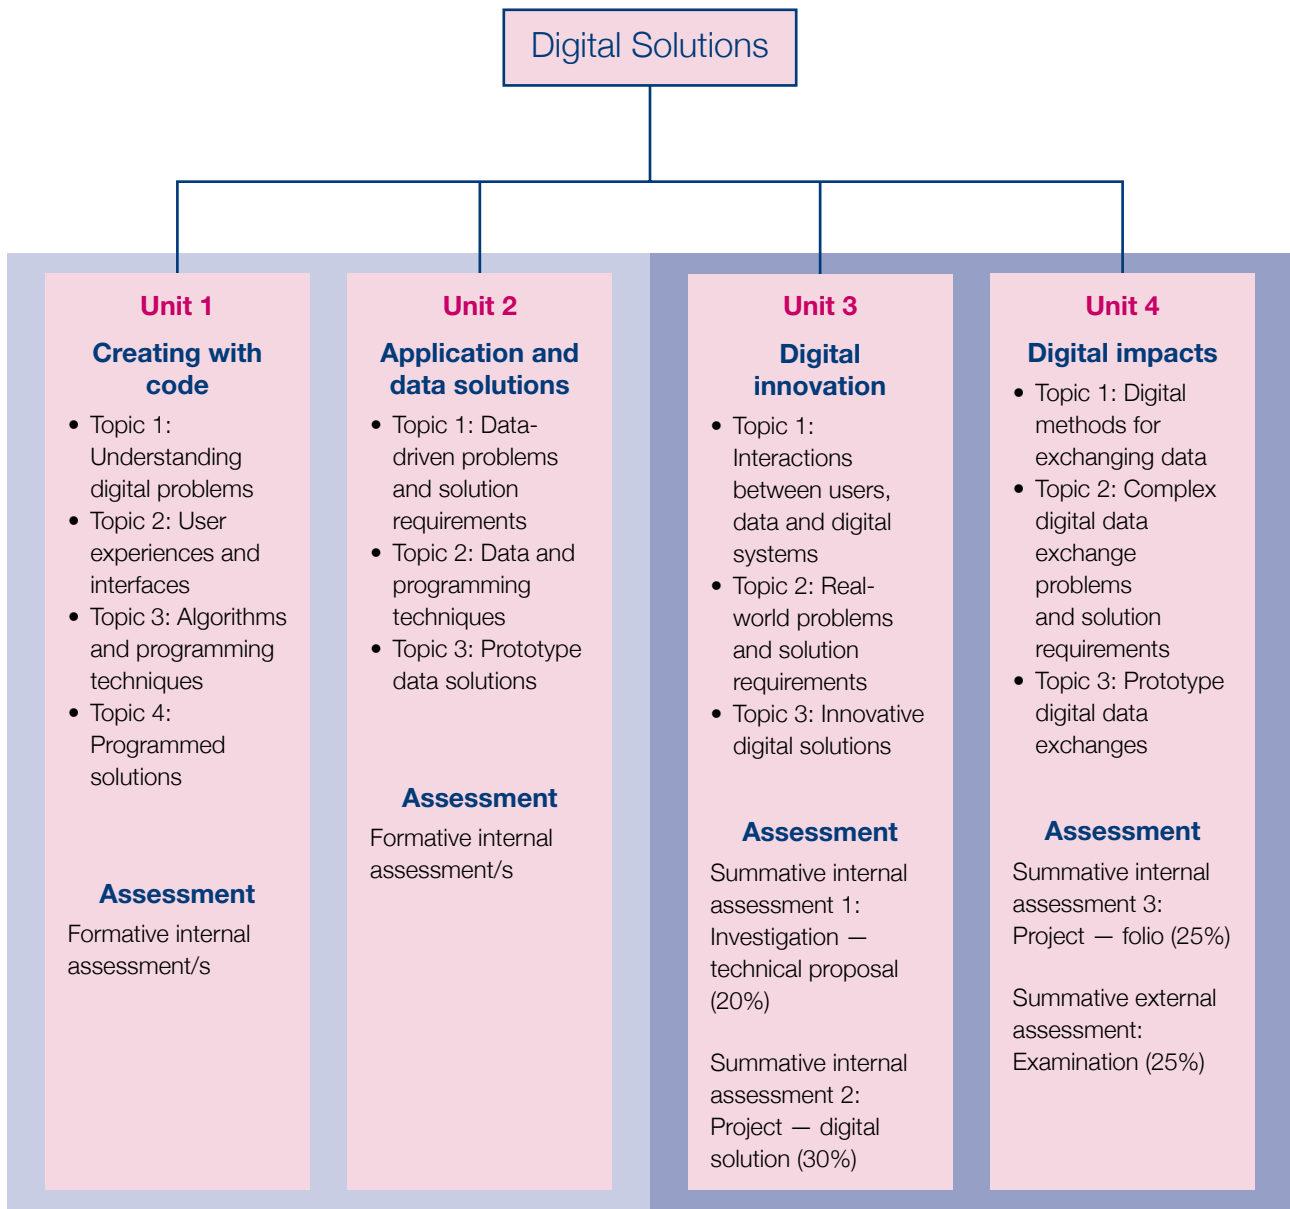 Digital Solutions
Unit 1
Creating with
code
• Topic 1:
Understanding
digital problems
• Topic 2: User
experiences and
interfaces
• Topic 3: Algorithms
and programming
techniques
• Topic 4:
Programmed
solutions
Assessment
Formative internal
assessment/s
Unit 2
Application and
data solutions
• Topic 1: Data-
driven problems
and solution
requirements
• Topic 2: Data and
programming
techniques
• Topic 3: Prototype
data solutions
Assessment
Formative internal
assessment/s
Unit 3
Digital
innovation
• Topic 1:
Interactions
between users,
data and digital
systems
• Topic 2: Real-
world problems
and solution
requirements
• Topic 3: Innovative
digital solutions
Assessment
Summative internal
assessment 1:
Investigation —
technical proposal
(20%)
Summative internal
assessment 2:
Project — digital
solution (30%)
Unit 4
Digital impacts
• Topic 1: Digital
methods for
exchanging data
• Topic 2: Complex
digital data
exchange
problems
and solution
requirements
• Topic 3: Prototype
digital data
exchanges
Assessment
Summative internal
assessment 3:
Project — folio (25%)
Summative external
assessment:
Examination (25%)